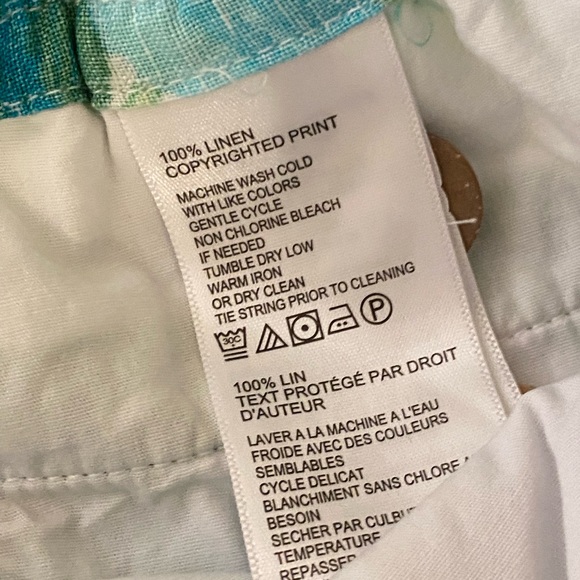 100% LINEN
COPYRIGHTED PRINT
MACHINE WASH COLD
WITH LIKE COLORS
GENTLE CYCLE
NON CHLORINE BLEACH
IF NEEDED
TUMBLE DRY LOW
WARM IRON
OR DRY CLEAN
TIE STRING PRIOR TO CLEANING
30C P
100% LIN
TEXT PROTÉGÉ PAR DROIT
D'AUTEUR
LAVER A LA MACHINE A L'EAU
FROIDE AVEC DES COULEURS
SEMBLABLES
CYCLE DELICAT
BLANCHIMENT SANS CHLORE
BESOIN
SECHER PAR
TEMPERATURE